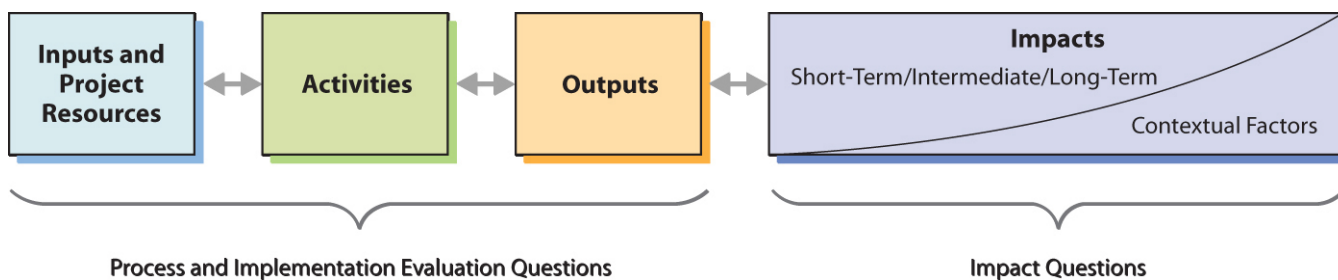 Inputs and
Project
Resources
Activities
Outputs
Impacts
Short-Term/Intermediate/Long-Term
Contextual Factors
Process and Implementation Evaluation Questions
Impact Questions